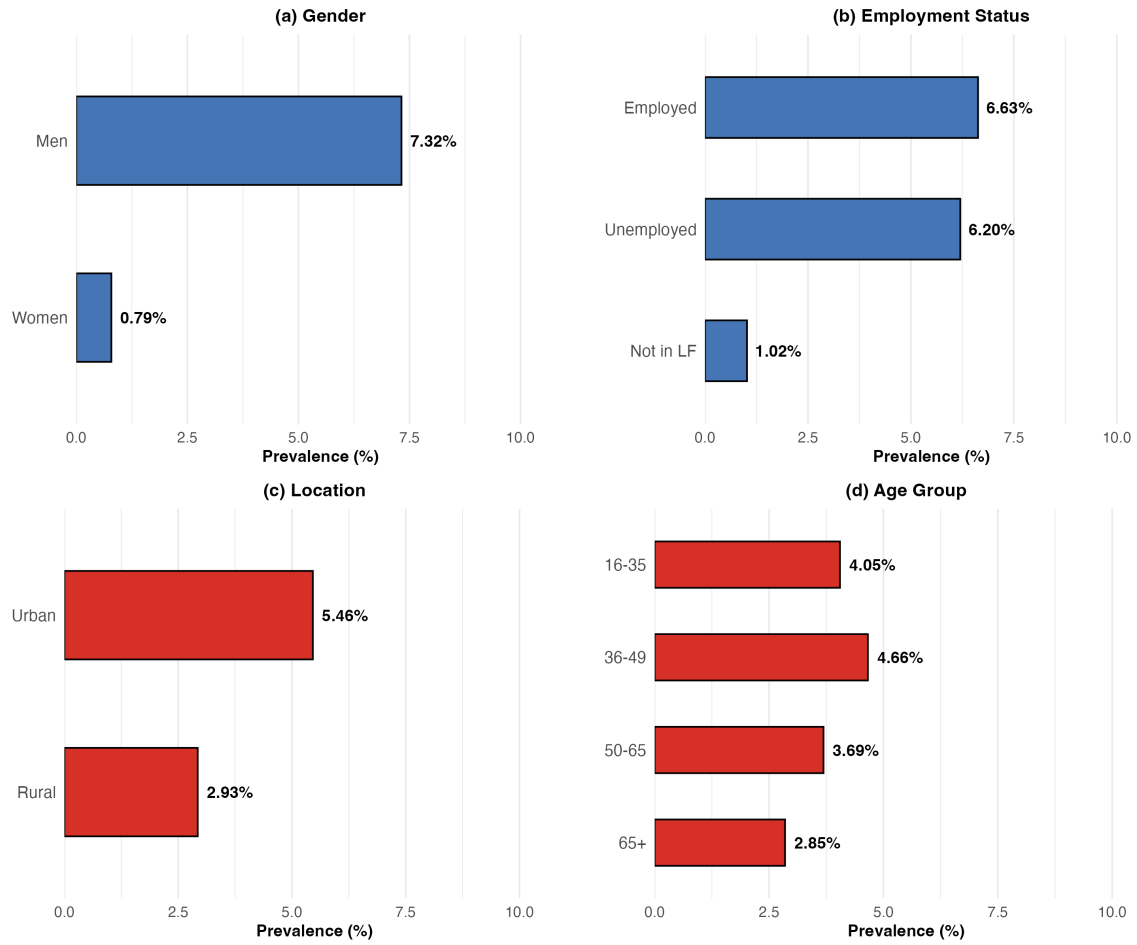 (a) Gender
Men
7.32%
Women
0.79%
0.0 2.5 5.0 7.5 10.0
Prevalence (%)
(b) Employment Status
Employed
6.63%
Unemployed
6.20%
Not in LF
1.02%
0.0 2.5 5.0 7.5 10.0
Prevalence (%)
(c) Location
Urban
5.46%
Rural
2.93%
0.0 2.5 5.0 7.5 10.0
Prevalence (%)
(d) Age Group
16-35
4.05%
36-49
4.66%
50-65
3.69%
65+
2.85%
0.0 2.5 5.0 7.5 10.0
Prevalence (%)